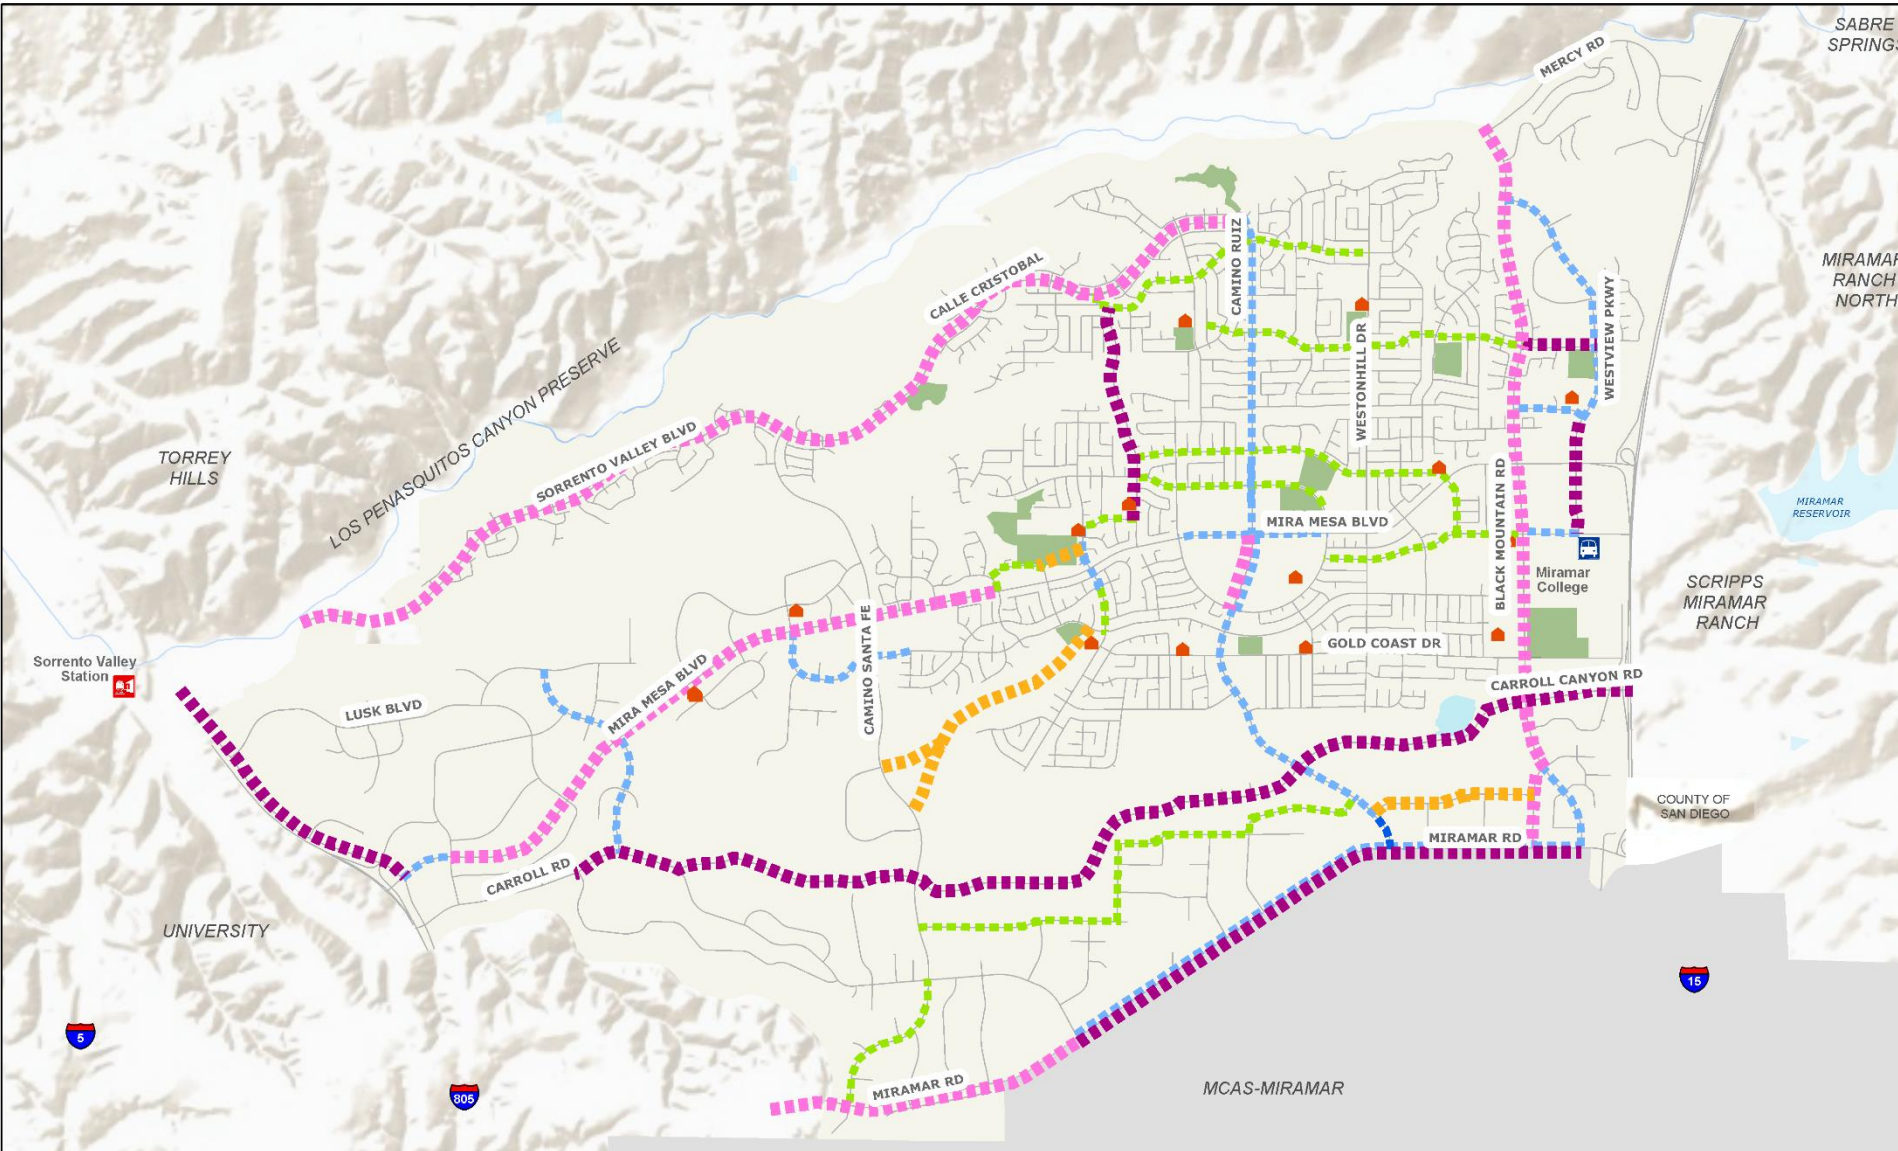 SABRE
SPRINGS
MERCY RD
MIRAMAR
RANCH
NORTH
CAMINO RUIZ
CALLE CRISTOBAL
WESTVIEW PKWY
WESTONHILL DR
LOS PENASQUITOS CANYON PRESERVE
TORREY
HILLS
SORRENTO VALLEY BLVD
BLACK MOUNTAIN RD
MIRAMAR
RESERVOIR
MIRA MESA BLVD
Miramar
College
SCRIPPS
MIRAMAR
RANCH
CAMINO SANTA FE
GOLD COAST DR
Sorrento Valley
Station
CARROLL CANYON RD
MIRA MESA BLVD
LUSK BLVD
COUNTY OF
SAN DIEGO
MIRAMAR RD
CARROLL RD
UNIVERSITY
15
5
805
MIRAMAR RD
MCAS-MIRAMAR